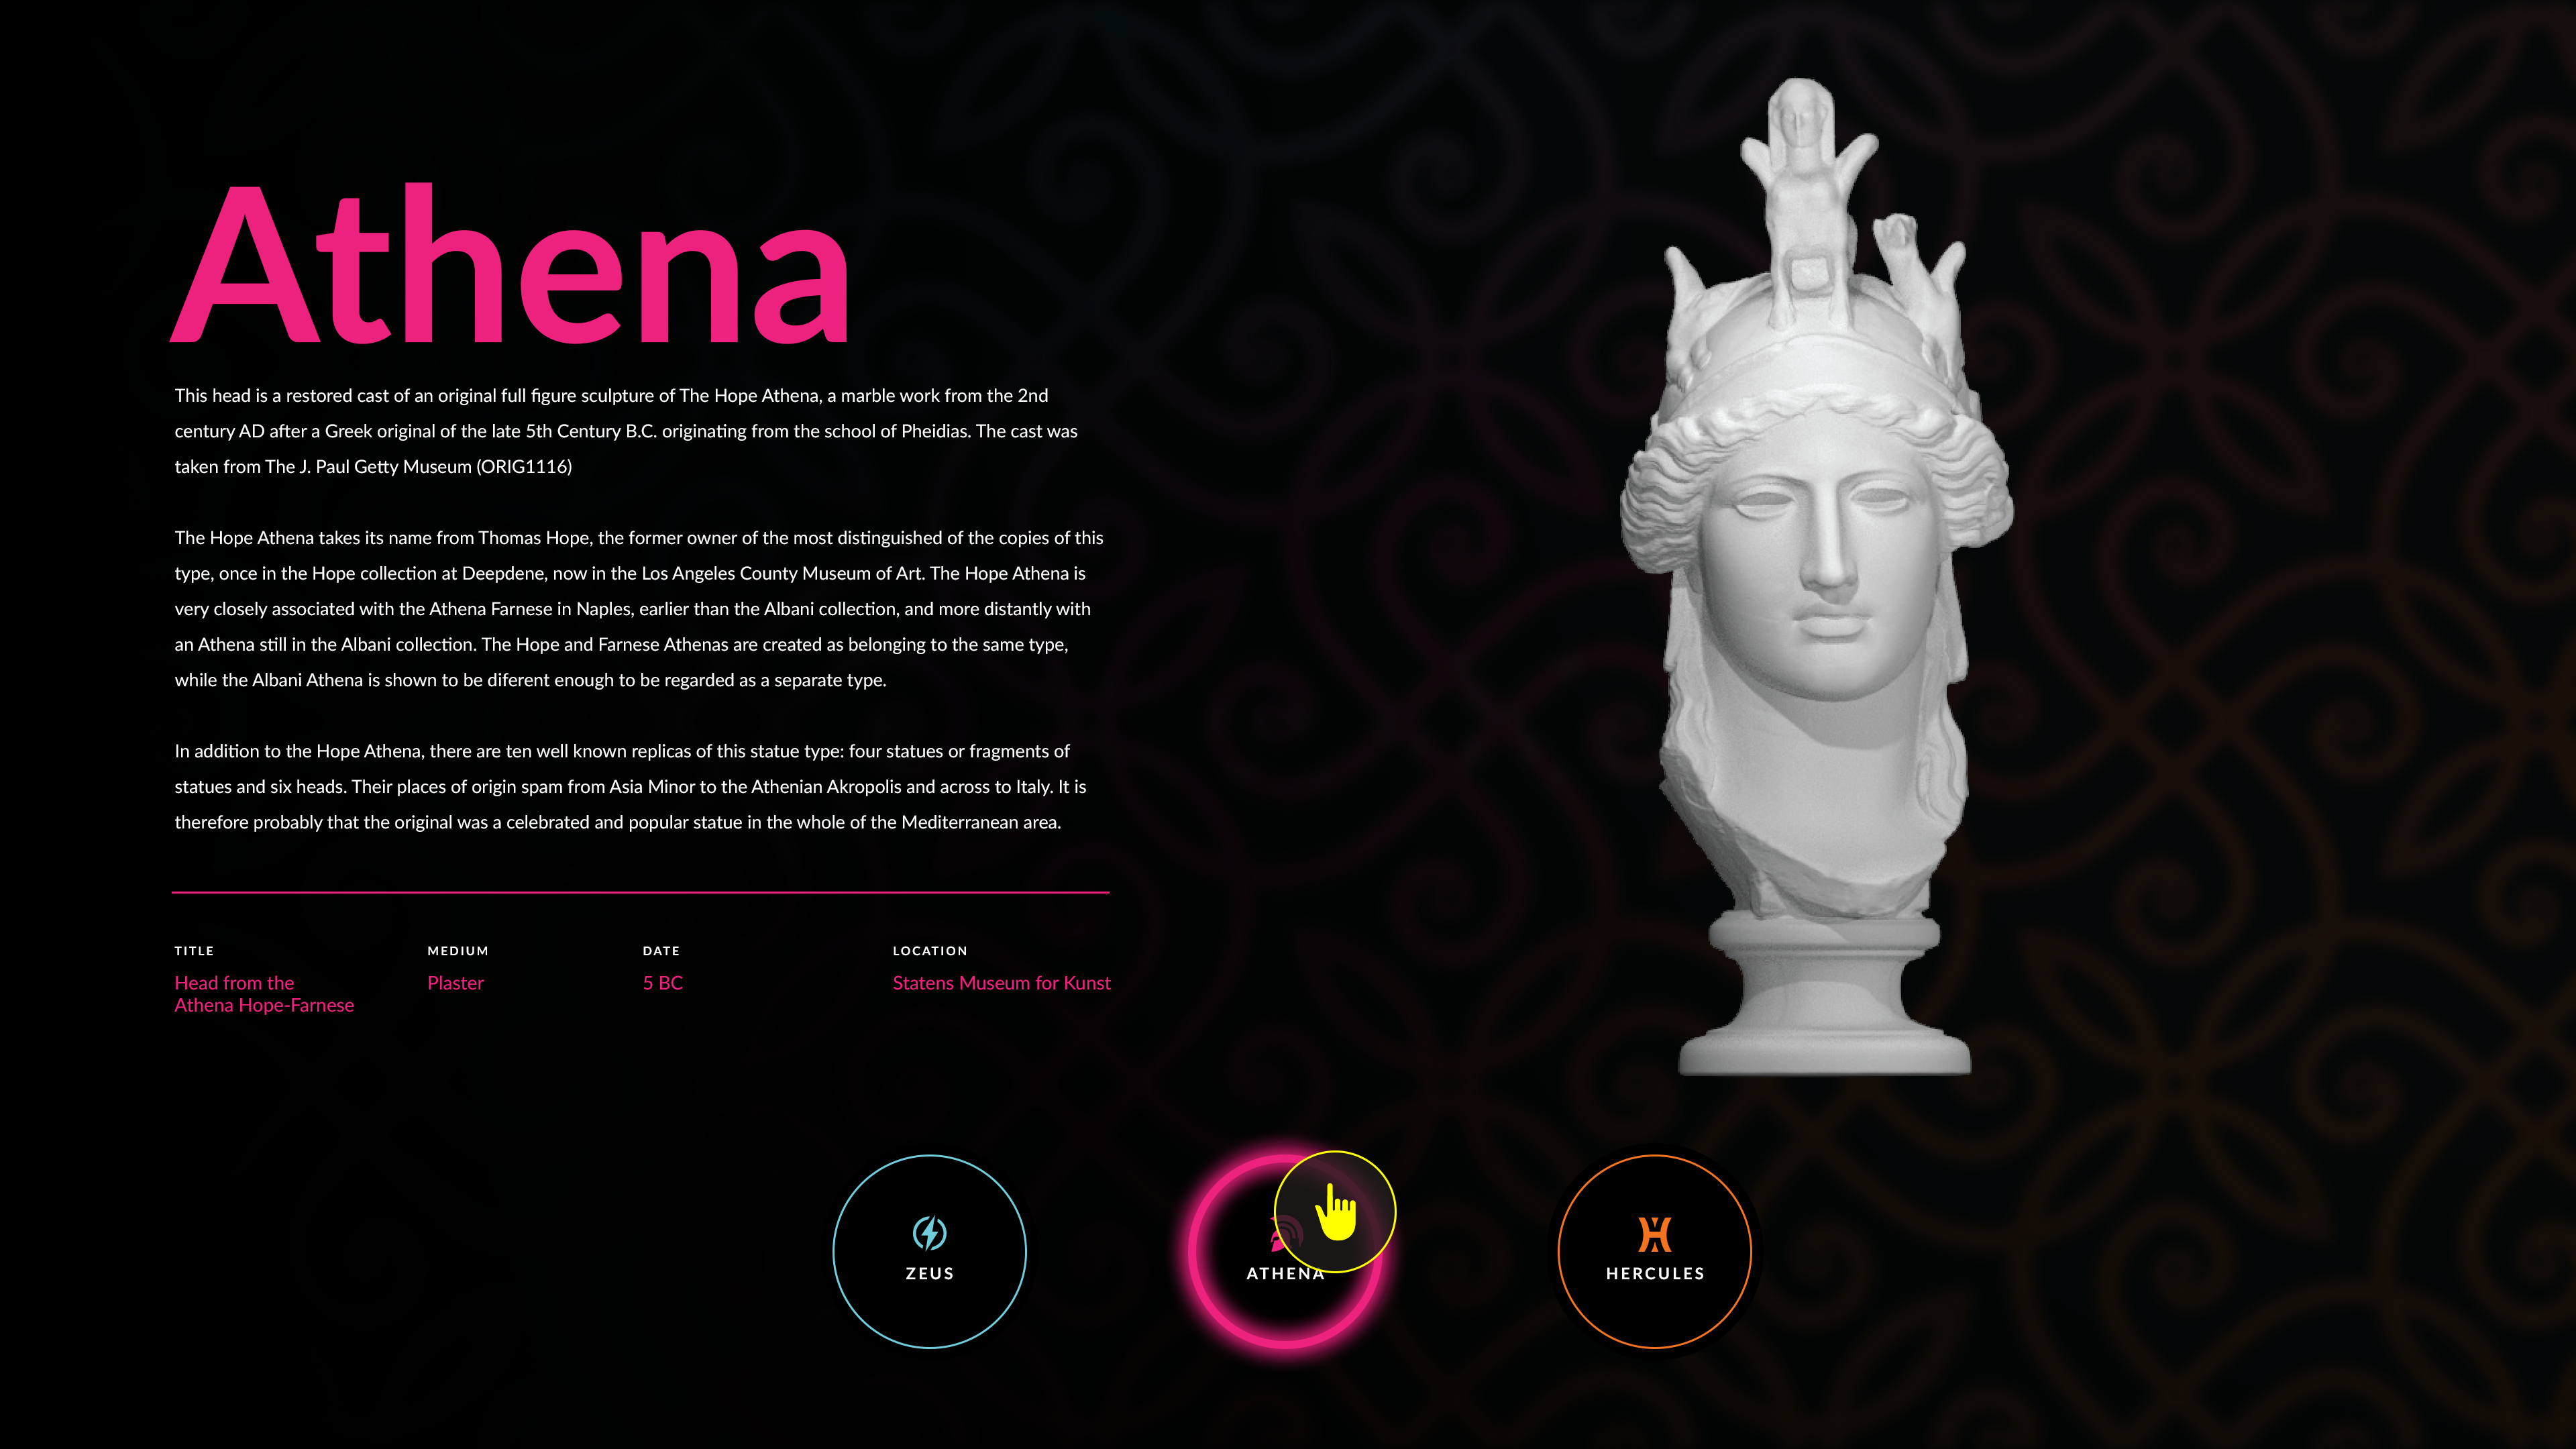 Athena
This head is a restored cast of an original full figure sculpture of The Hope Athena, a marble work from the 2nd
century AD after a Greek original of the late 5th Century B.C. originating from the school of Pheidias. The cast was
taken from The J. Paul Getty Museum (ORIG1116)
The Hope Athena takes its name from Thomas Hope, the former owner of the most distinguished of the copies of this
type, once in the Hope collection at Deepdene, now in the Los Angeles County Museum of Art. The Hope Athena is
very closely associated with the Athena Farnese in Naples, earlier than the Albani collection, and more distantly with
an Athena still in the Albani collection. The Hope and Farnese Athenas are created as belonging to the same type,
while the Albani Athena is shown to be diferent enough to be regarded as a separate type.
In addition to the Hope Athena, there are ten well known replicas of this statue type: four statues or fragments of
statues and six heads. Their places of origin spam from Asia Minor to the Athenian Akropolis and across to Italy. It is
therefore probably that the original was a celebrated and popular statue in the whole of the Mediterranean area.
TITLE
Head from the
Athena Hope-Farnese
MEDIUM
Plaster
DATE
5 BC
LOCATION
Statens Museum for Kunst
ZEUS
ATHENA
HERCULES